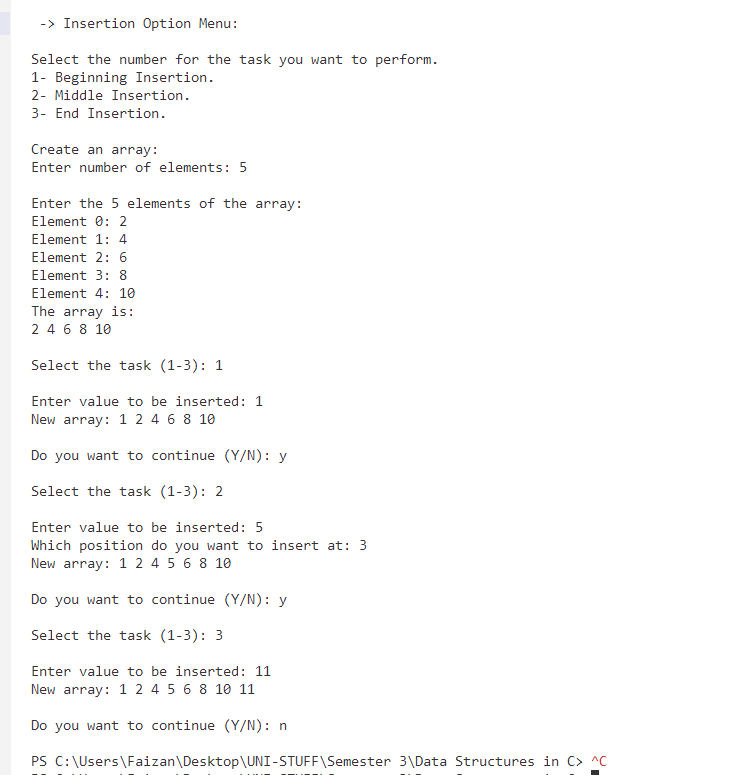 -> Insertion Option Menu:
Select the number for the task you want to perform.
1- Beginning Insertion.
2- Middle Insertion.
3- End Insertion.
Create an array:
Enter number of elements: 5
Enter the 5 elements of the array:
Element 0: 2
Element 1: 4
Element 2: 6
Element 3: 8
Element 4: 10
The array is:
2 4 6 8 10
Select the task (1-3): 1
Enter value to be inserted: 1
New array: 1 2 4 6 8 10
Do you want to continue (Y/N): y
Select the task (1-3): 2
Enter value to be inserted: 5
Which position do you want to insert at: 3
New array: 1 2 4 5 6 8 10
Do you want to continue (Y/N): y
Select the task (1-3): 3
Enter value to be inserted: 11
New array: 1 2 4 5 6 8 10 11
Do you want to continue (Y/N): n
PS C:\Users\Faizan\Desktop\UNI-STUFF\Semester 3\Data Structures in C> ^C